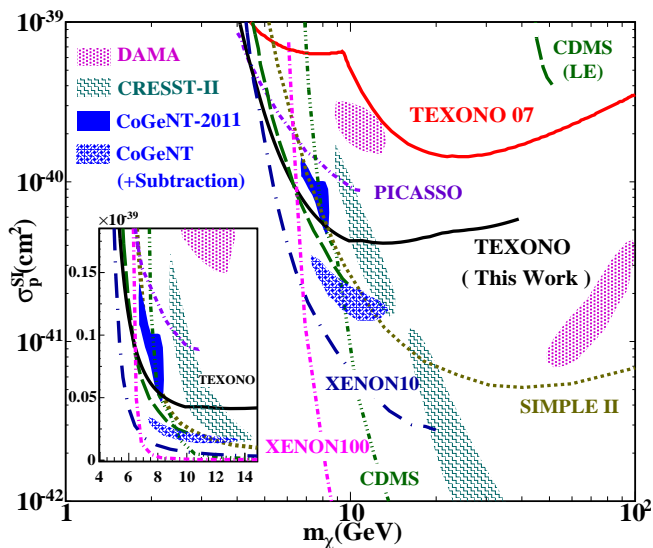 10^-39
10^-40
10^-41
10^-42
σ_p^SI(cm^2)
DAMA
CRESST-II
CoGeNT-2011
CoGeNT
(+Subtraction)
CDMS
(LE)
TEXONO 07
PICASSO
TEXONO
( This Work )
×10^-39
0.15
0.1
0.05
0
TEXONO
4 6 8 10 12 14
XENON10
SIMPLE II
XENON100
CDMS
1 10 10^2
m_χ(GeV)